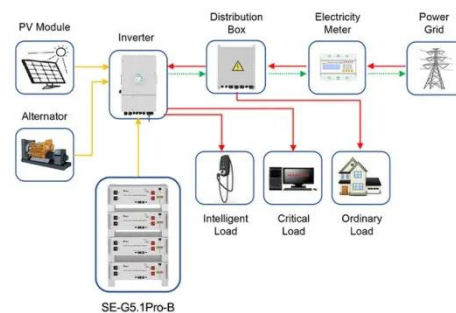 PV Module
Inverter
Distribution
Box
Electricity
Meter
Power
Grid
Alternator
Intelligent
Load
Critical
Load
Ordinary
Load
SE-G5.1Pro-B